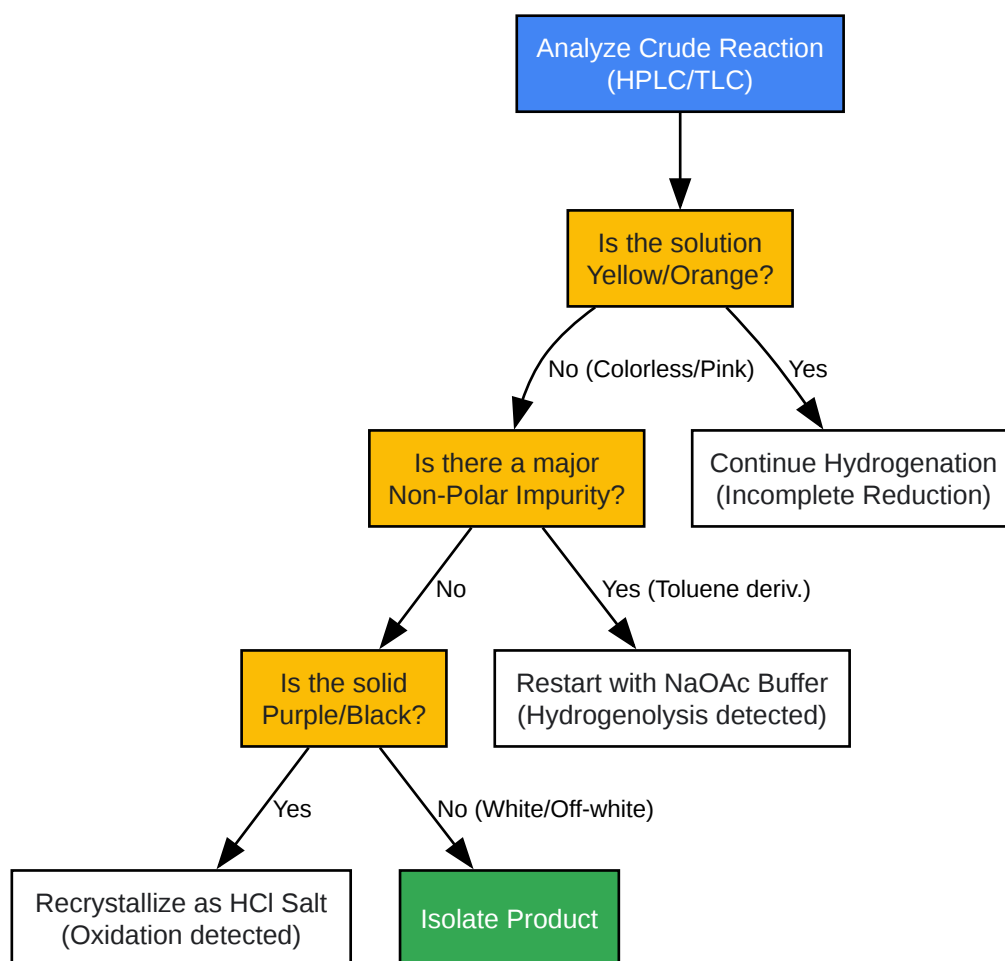 Analyze Crude Reaction
(HPLC/TLC)
Is the solution
Yellow/Orange?
No (Colorless/Pink)
Yes
Is there a major
Non-Polar Impurity?
Continue Hydrogenation
(Incomplete Reduction)
No
Yes (Toluene deriv.)
Is the solid
Purple/Black?
Restart with NaOAc Buffer
(Hydrogenolysis detected)
Yes
No (White/Off-white)
Recrystallize as HCl Salt
(Oxidation detected)
Isolate Product